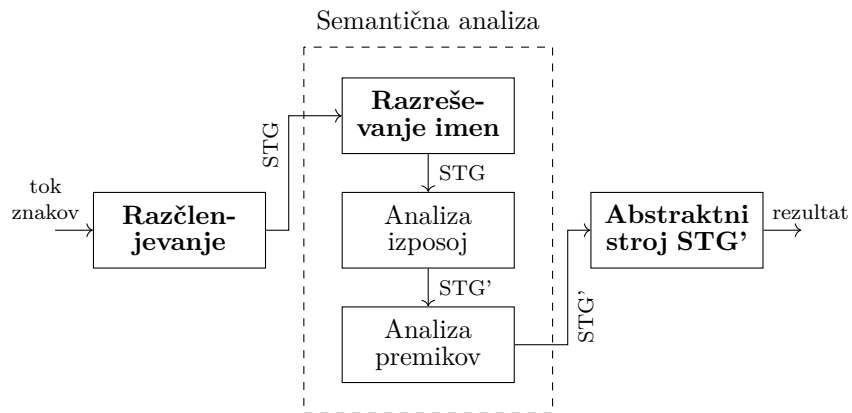 Semantična analiza
tok
znakov
Razčlen-
jevanje
STG
Razreše-
vanje imen
STG
Analiza
izposoj
STG'
Analiza
premikov
STG'
Abstraktni
stroj STG'
rezultat